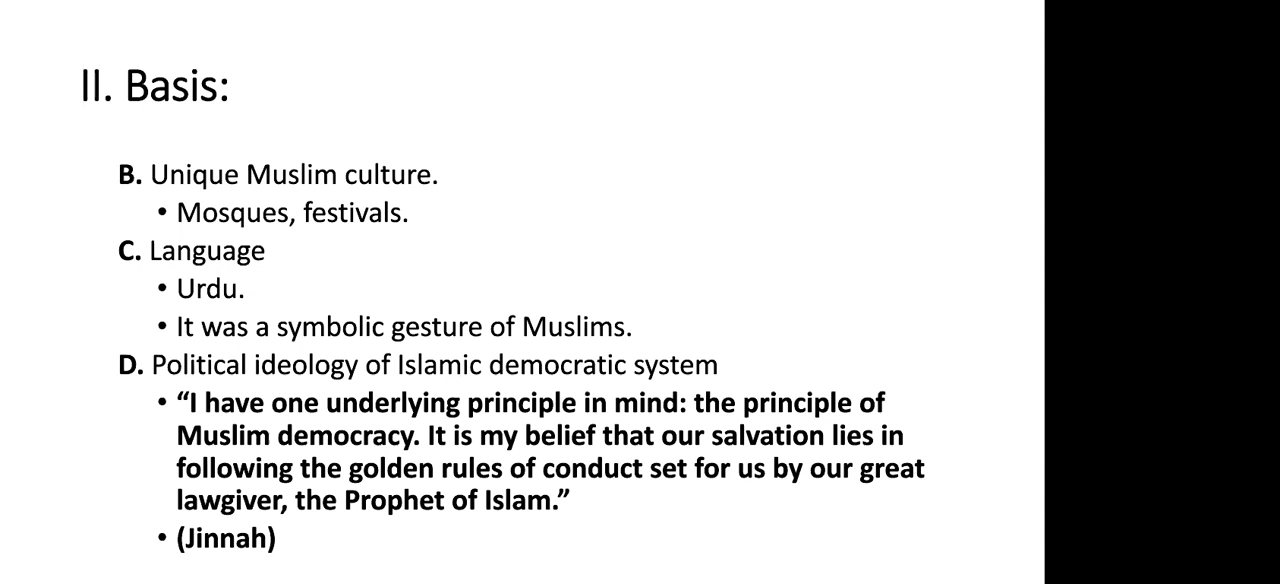 II. Basis:
B. Unique Muslim culture.
• Mosques, festivals.
C. Language
• Urdu.
• It was a symbolic gesture of Muslims.
D. Political ideology of Islamic democratic system
• “I have one underlying principle in mind: the principle of
Muslim democracy. It is my belief that our salvation lies in
following the golden rules of conduct set for us by our great
lawgiver, the Prophet of Islam.”
• (Jinnah)